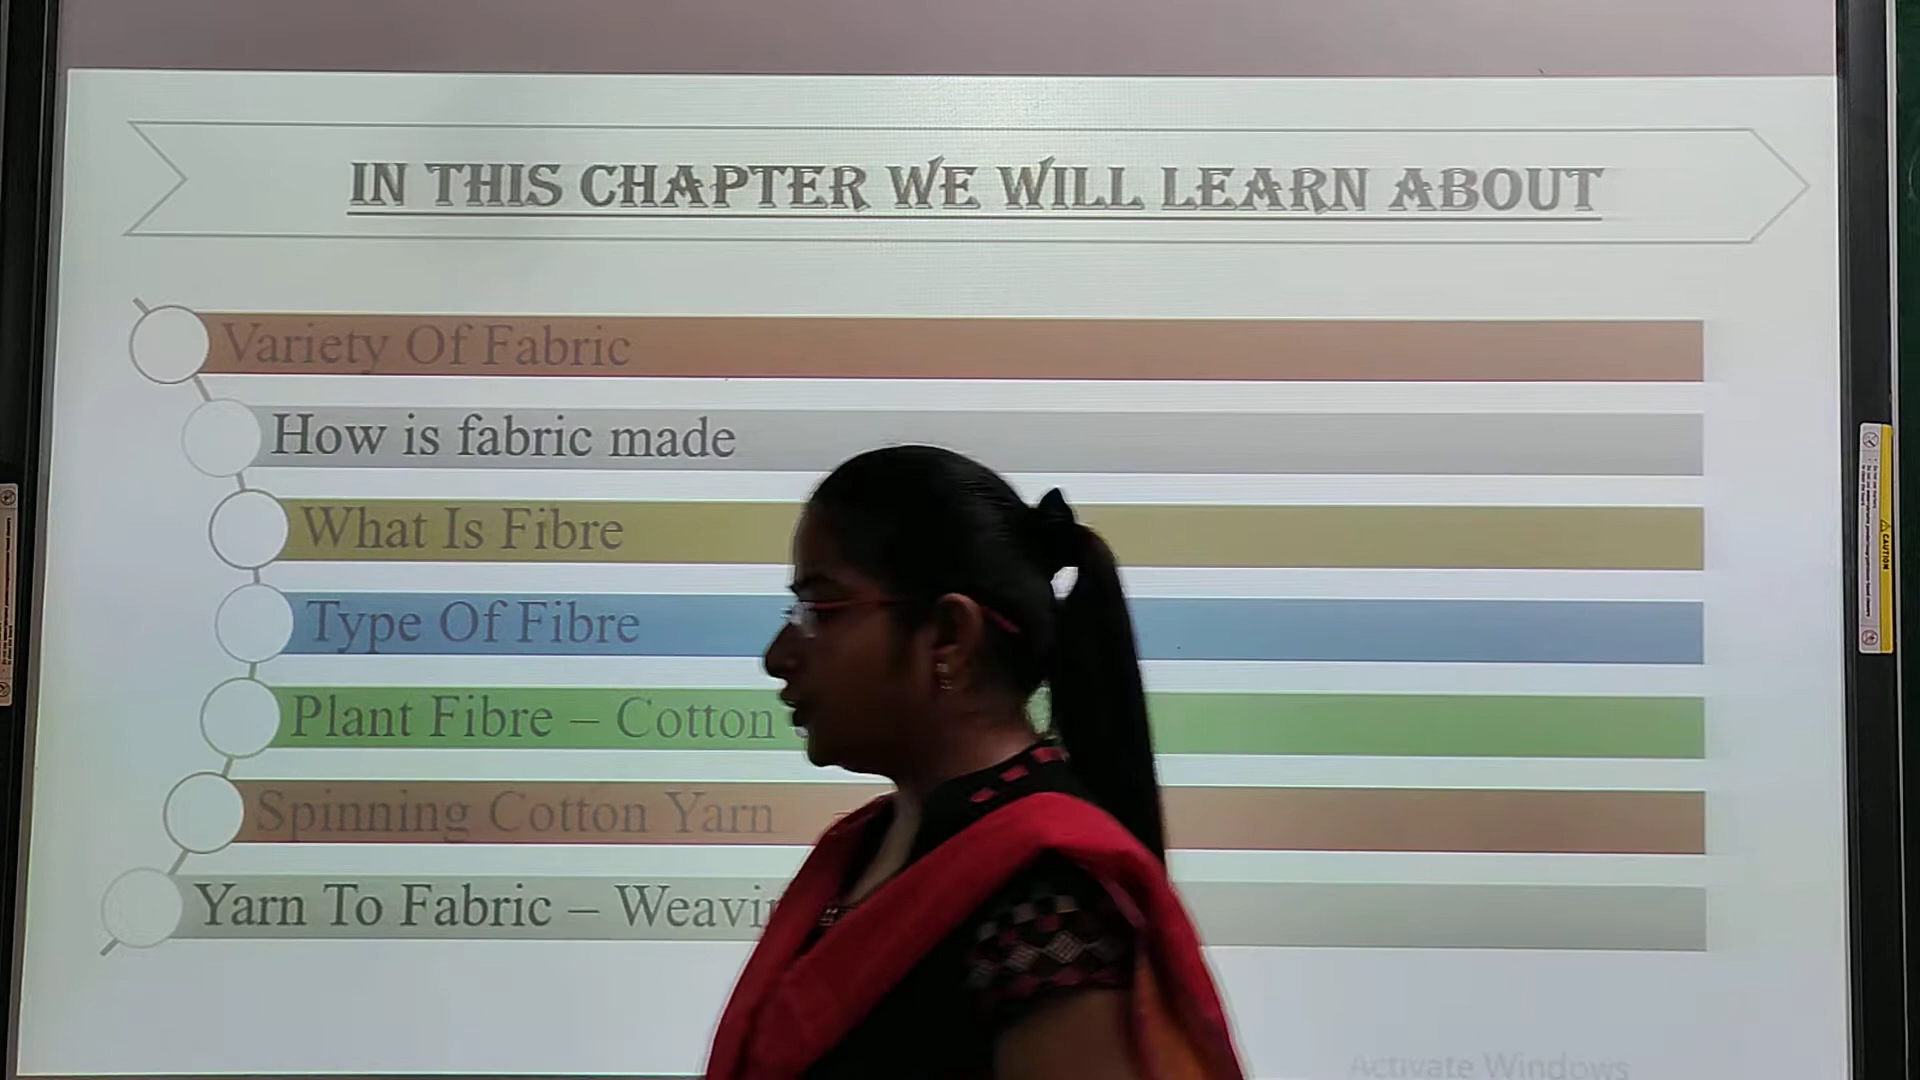 IN THIS CHAPTER WE WILL LEARN ABOUT
Variety Of Fabric
How is fabric made
What Is Fibre
Type Of Fibre
Plant Fibre – Cotton
Spinning Cotton Yarn
Yarn To Fabric –
CAUTION
Activate Windows